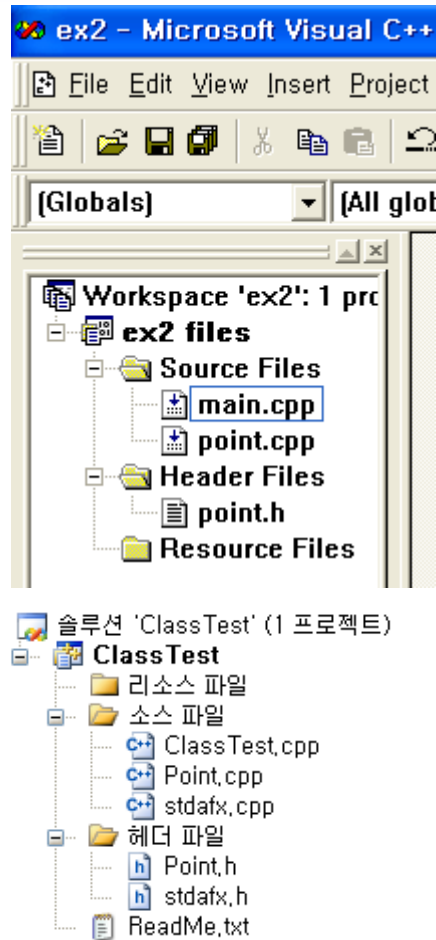 ex2 - Microsoft Visual C++
File Edit View Insert Project
(Globals) (All glob
Workspace 'ex2': 1 prc
ex2 files
Source Files
main.cpp
point.cpp
Header Files
point.h
Resource Files
솔루션 'ClassTest' (1 프로젝트)
ClassTest
리소스 파일
소스 파일
ClassTest.cpp
Point.cpp
stdafx.cpp
헤더 파일
Point.h
stdafx.h
ReadMe.txt